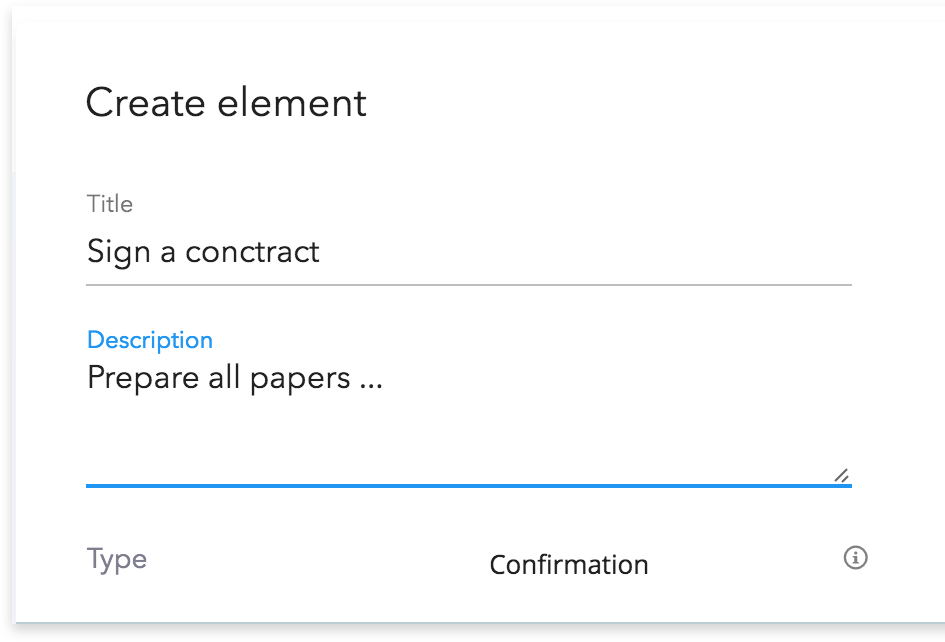 Create element
Title
Sign a conctract
Description
Prepare all papers ...
Type
Confirmation